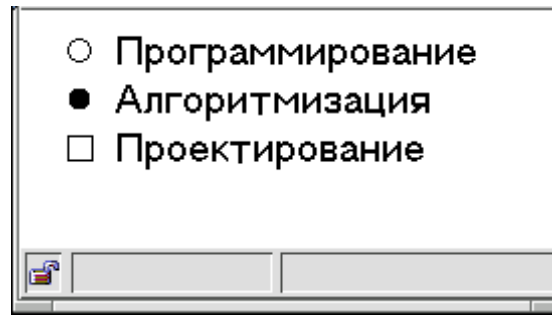 Программирование
Алгоритмизация
Проектирование